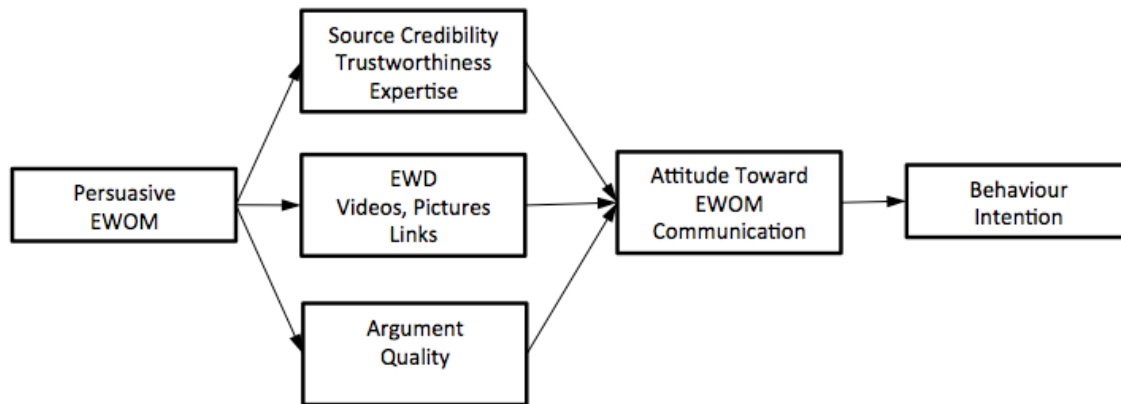 Source Credibility
Trustworthiness
Expertise
Persuasive
EWOM
EWD
Videos, Pictures
Links
Argument
Quality
Attitude Toward
EWOM
Communication
Behaviour
Intention